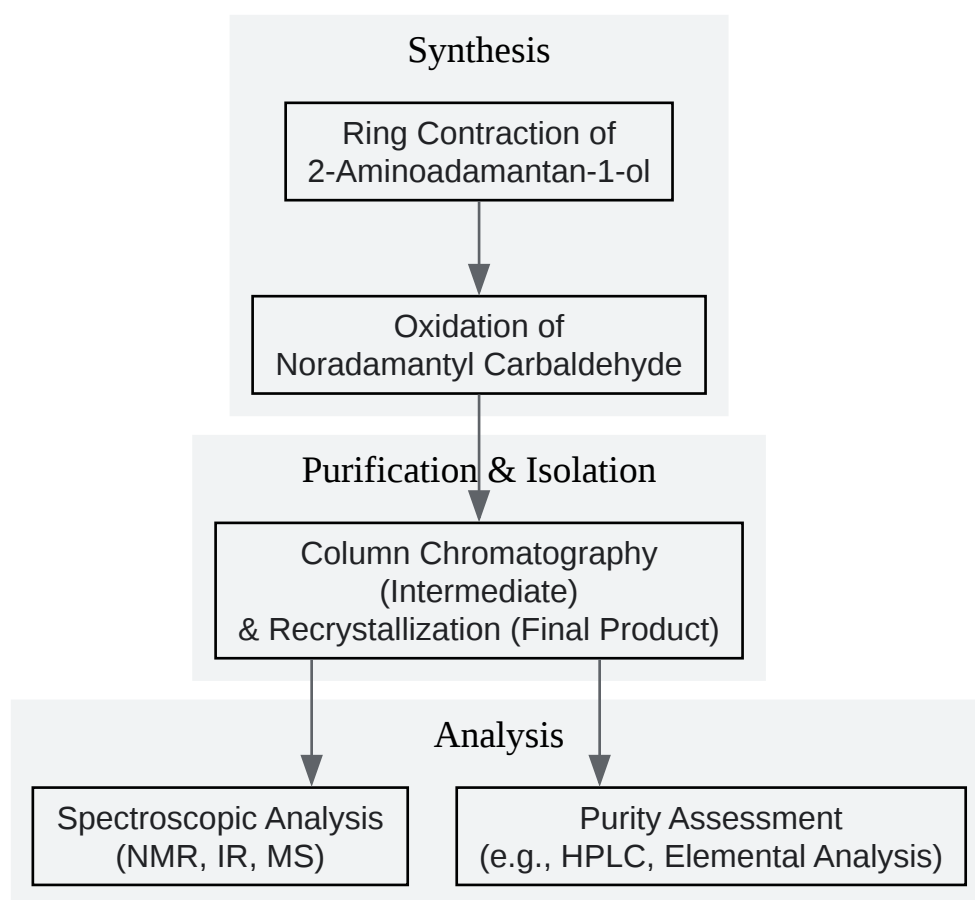 Synthesis
Ring Contraction of
2-Aminoadamantan-1-ol
Oxidation of
Noradamantyl Carbaldehyde
Purification & Isolation
Column Chromatography
(Intermediate)
& Recrystallization (Final Product)
Analysis
Spectroscopic Analysis
(NMR, IR, MS)
Purity Assessment
(e.g., HPLC, Elemental Analysis)